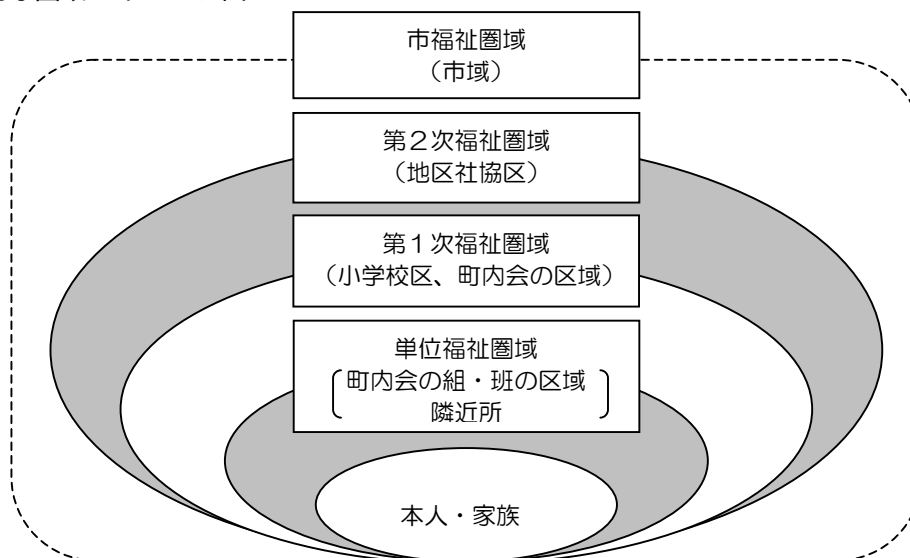 市福祉圏域
（市域）
第２次福祉圏域
（地区社協区）
第１次福祉圏域
（小学校区、町内会の区域）
単位福祉圏域
町内会の組・班の区域
隣近所
本人・家族